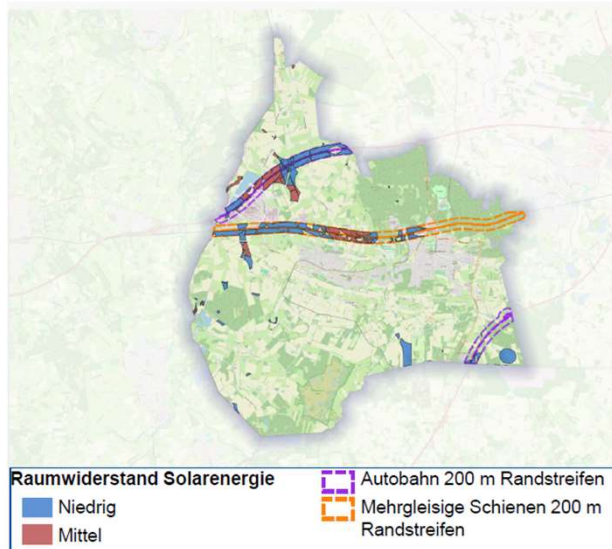 Raumwiderstand Solarenergie
Niedrig
Mittel
Autobahn 200 m Randstreifen
Mehrgleisige Schienen 200 m
Randstreifen